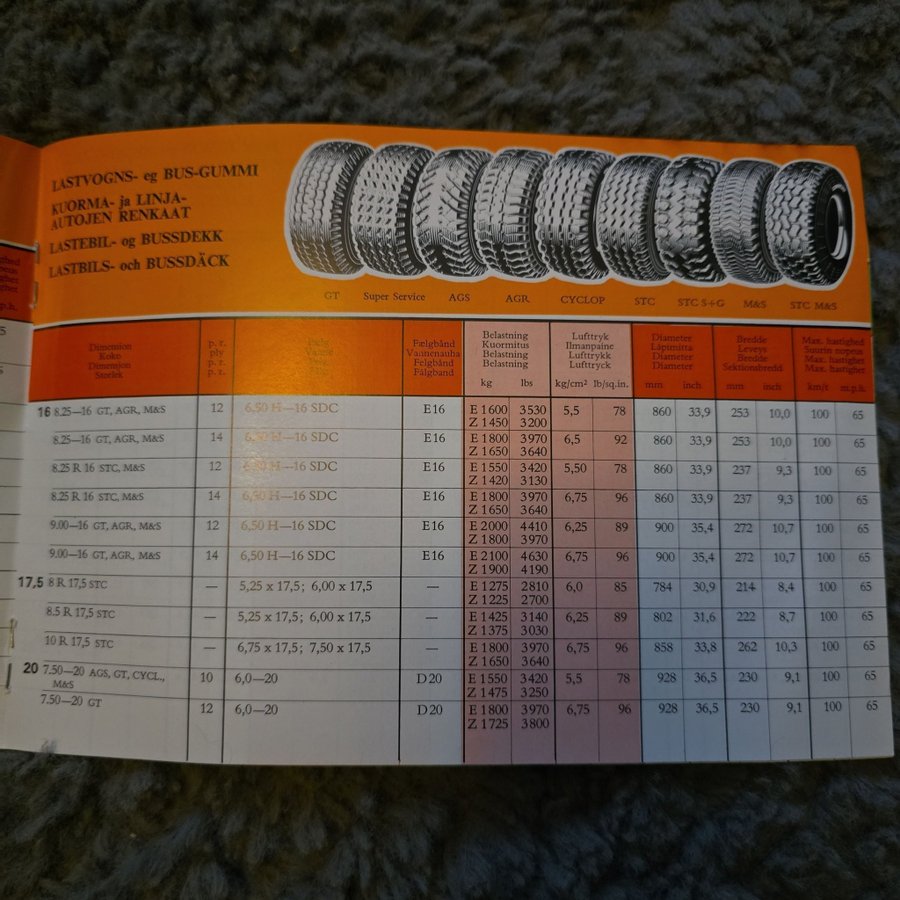 LASTVOGNS- eg BUS-GUMMI
KUORMA- ja LINJA-
AUTOJEN RENKAAT
LASTEBIL- og BUSSDEKK
LASTBILS- och BUSSDÄCK
GT Super Service AGS AGR CYCLOP STC STC S+G M&S STC M&S
Dimension
Koko
Dimensjon
Storlek
p. r.
ply
p. r.
p. r.
Fælg
Vanne
Fælgbånd
Vannenauha
Felgbånd
Fälgband
Belastning
Kuormitus
Belastning
Belastning
kg lbs
Lufttryk
Ilmanpaine
Lufttrykk
Lufttryck
kg/cm² lb/sq.in.
Diameter
Läpimitta
Diameter
Diameter
mm inch
Bredde
Leveys
Bredde
Sektionsbredd
mm inch
Max. hastighed
Suurin nopeus
Max. hastighet
Max. hastighet
km/t m.p.h.
16 8.25—16 GT, AGR, M&S 12 6,50 H—16 SDC E16 E 1600 3530 5,5 78 860 33,9 253 10,0 100 65
Z 1450 3200
8.25—16 GT, AGR, M&S 14 6,50 H—16 SDC E16 E 1800 3970 6,5 92 860 33,9 253 10,0 100 65
Z 1650 3640
8.25 R 16 STC, M&S 12 6,50 H—16 SDC E16 E 1550 3420 5,50 78 860 33,9 237 9,3 100 65
Z 1420 3130
8.25 R 16 STC, M&S 14 6,50 H—16 SDC E16 E 1800 3970 6,75 96 860 33,9 237 9,3 100 65
Z 1650 3640
9.00—16 GT, AGR, M&S 12 6,50 H—16 SDC E16 E 2000 4410 6,25 89 900 35,4 272 10,7 100 65
Z 1800 3970
9.00—16 GT, AGR, M&S 14 6,50 H—16 SDC E16 E 2100 4630 6,75 96 900 35,4 272 10,7 100 65
Z 1900 4190
17,5 8 R 17,5 STC — 5,25 x 17,5; 6,00 x 17,5 — E 1275 2810 6,0 85 784 30,9 214 8,4 100 65
Z 1225 2700
8.5 R 17,5 STC — 5,25 x 17,5; 6,00 x 17,5 — E 1425 3140 6,25 89 802 31,6 222 8,7 100 65
Z 1375 3030
10 R 17,5 STC — 6,75 x 17,5; 7,50 x 17,5 — E 1800 3970 6,75 96 858 33,8 262 10,3 100 65
Z 1650 3640
20 7.50—20 AGS, GT, CYCL., 10 6,0—20 D20 E 1550 3420 5,5 78 928 36,5 230 9,1 100 65
M&S Z 1475 3250
7.50—20 GT 12 6,0—20 D20 E 1800 3970 6,75 96 928 36,5 230 9,1 100 65
Z 1725 3800